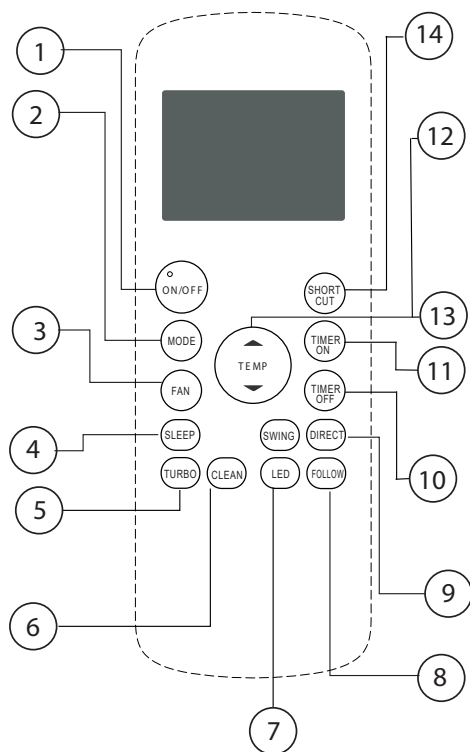 1
14
2
12
ON/OFF
SHORT
CUT
13
3
MODE
TIMER
ON
TEMP
11
FAN
TIMER
OFF
4
SLEEP
SWING
DIRECT
10
5
TURBO
CLEAN
LED
FOLLOW
9
6
8
7